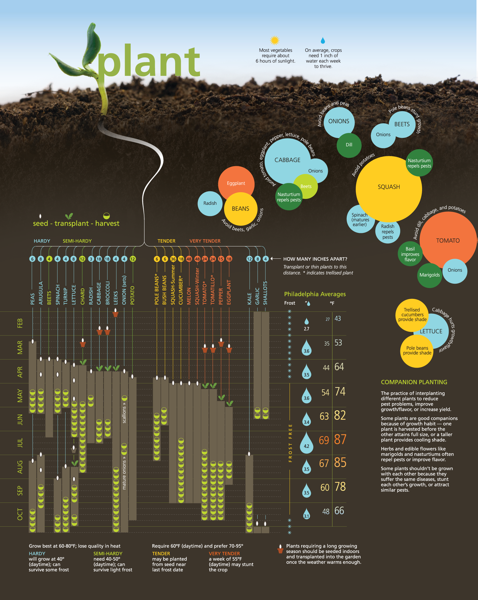 plant
Most vegetables
require about
6 hours of sunlight.
On average, crops
need 1 inch of
water each week
to thrive.
ONIONS
Dill
BEETS
Onions
CABBAGE
Onions
Beets
Nasturtium
repels pests
Eggplant
BEANS
Radish
Avoid potatoes
Nasturtium
repels pests
SQUASH
Spinach
(matures
earlier)
Radish
repels
pests
TOMATO
Basil
improves
flavor
Marigolds
Onions
Trellised
cucumbers
provide shade
LETTUCE
Pole beans
provide shade
seed - transplant - harvest
HARDY
SEMI-HARDY
TENDER
VERY TENDER
HOW MANY INCHES APART?
Transplant or thin plants to this
distance. * indicates trellised plant
PEAS
ARUGULA
BEETS
SPINACH
TURNIP
LETTUCE
CHARD
RADISH
CABBAGE
BROCCOLI
LEEKS
ONION (sets)
POTATO
POLE BEANS*
BUSH BEANS
SQUASH-Summer
CUCUMBER*
MELON
SQUASH-Winter
TOMATO*
TOMATILLO*
PEPPER
EGGPLANT
KALE
GARLIC
SHALLOTS
Philadelphia Averages
Frost
°F
FEB
2.7
43
MAR
35 53
APR
44 64
MAY
54 74
JUN
63 82
JUL
69 87
AUG
67 85
SEP
60 78
OCT
48 66
FROST FREE
COMPANION PLANTING
The practice of interplanting
different plants to reduce
pest problems, improve
growth/flavor, or increase yield.
Some plants are good companions
because of growth habit — one
plant is harvested before the
other attains full size, or a taller
plant provides cooling shade.
Herbs and edible flowers like
marigolds and nasturtiums often
repel pests or improve flavor.
Some plants shouldn't be grown
with each other because they
suffer the same diseases, stunt
each other's growth, or attract
similar pests.
Grow best at 60-80°F; lose quality in heat
HARDY
will grow at 40°
(daytime); can
survive some frost
SEMI-HARDY
need 40-50°
(daytime); can
survive light frost
Require 60°F (daytime) and prefer 70-95°
TENDER
may be planted
from seed near
last frost date
VERY TENDER
a week of 55°F
(daytime) may stunt
the crop
Plants requiring a long growing
season should be seeded indoors
and transplanted into the garden
once the weather warms enough.